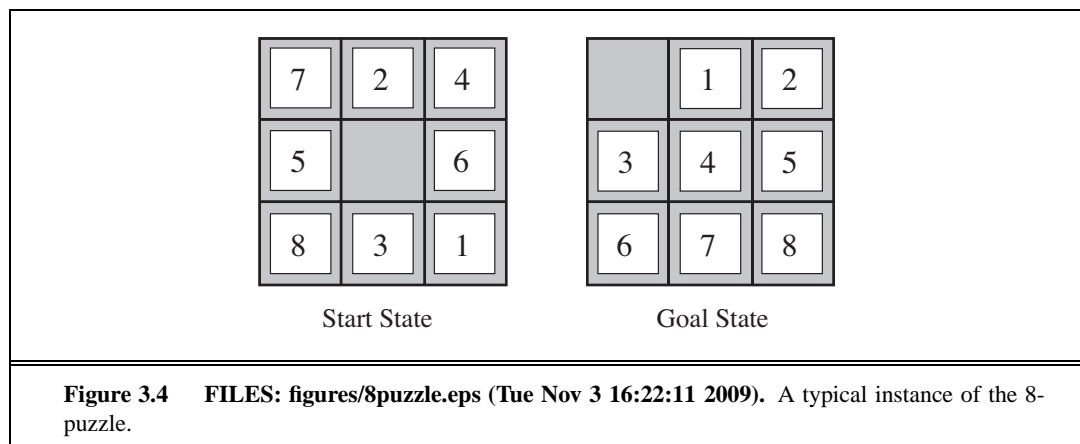 7 2 4
1 2
5 6
3 4 5
8 3 1
6 7 8
Start State
Goal State
Figure 3.4 FILES: figures/8puzzle.eps (Tue Nov 3 16:22:11 2009). A typical instance of the 8-
puzzle.